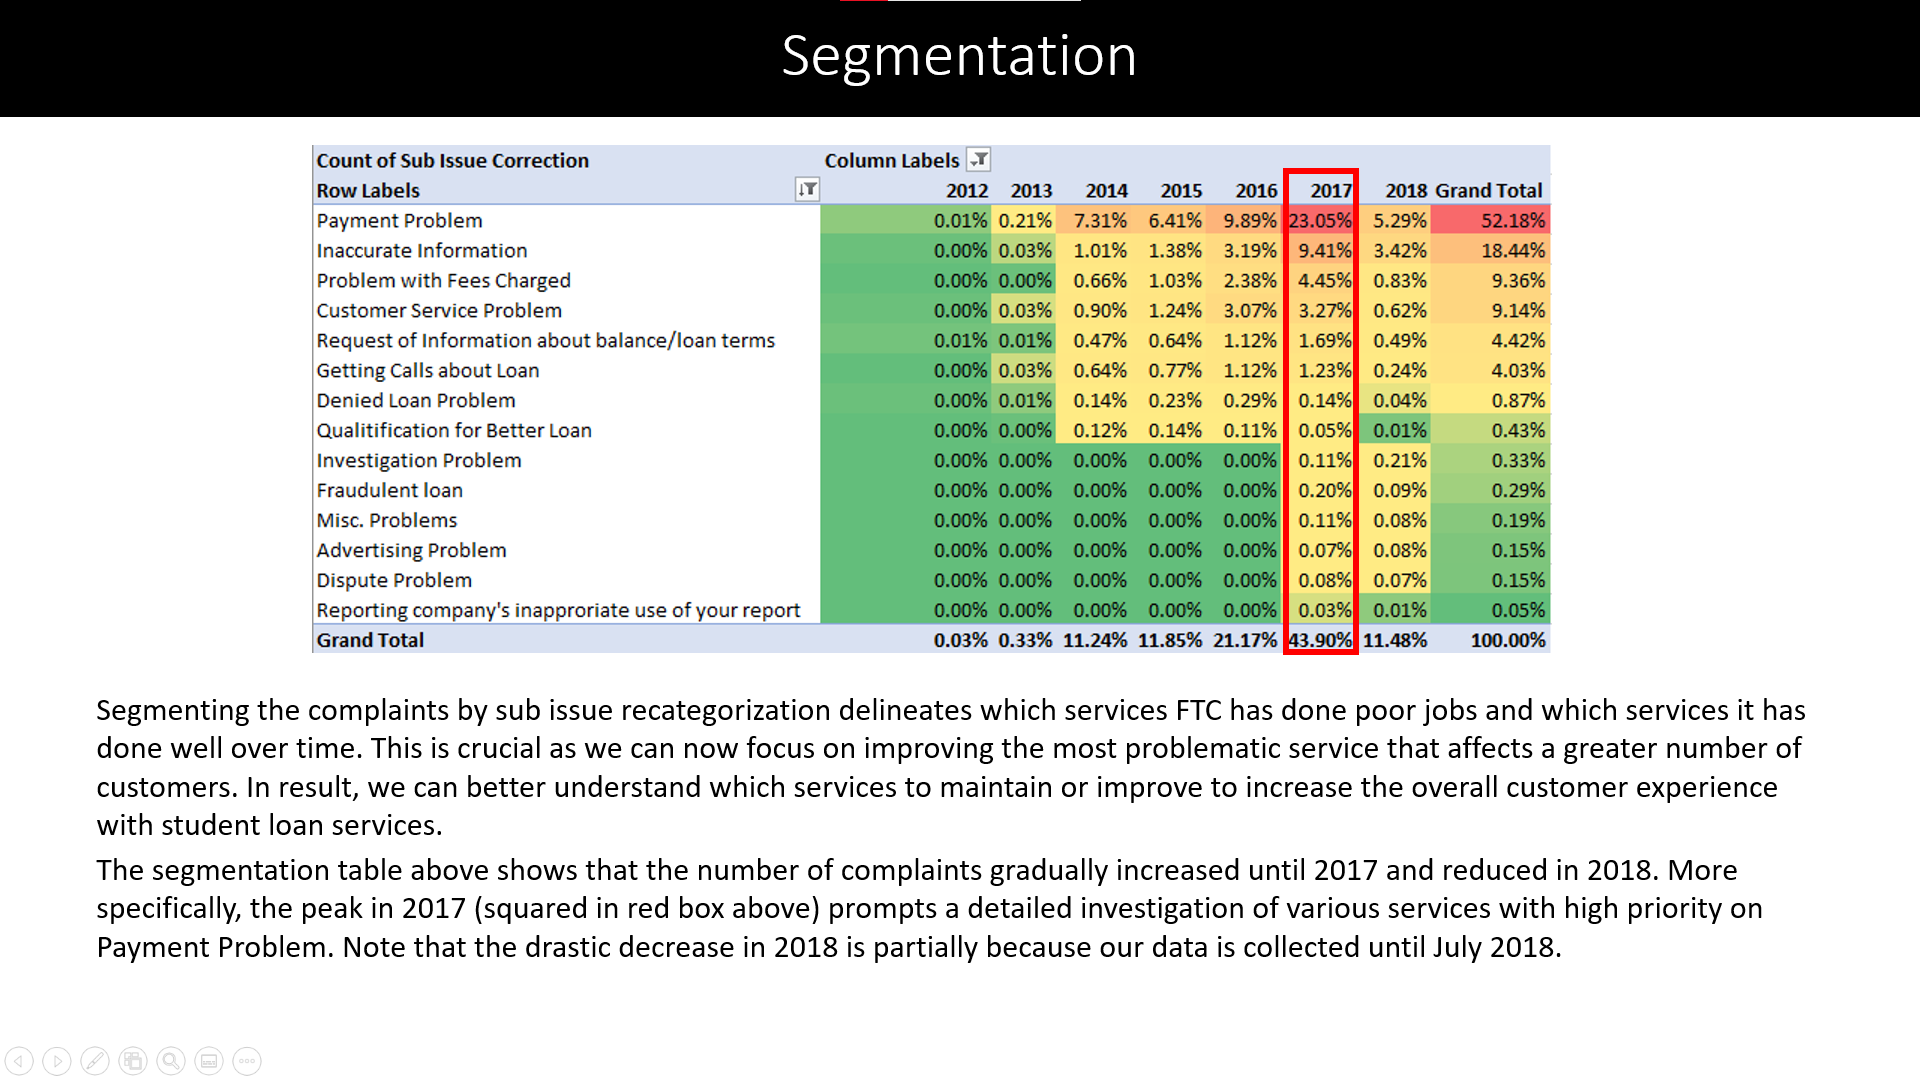 Segmentation
Count of Sub Issue Correction Column Labels
Row Labels 2012 2013 2014 2015 2016 2017 2018 Grand Total
Payment Problem 0.01% 0.21% 7.31% 6.41% 9.89% 23.05% 5.29% 52.18%
Inaccurate Information 0.00% 0.03% 1.01% 1.38% 3.19% 9.41% 3.42% 18.44%
Problem with Fees Charged 0.00% 0.00% 0.66% 1.03% 2.38% 4.45% 0.83% 9.36%
Customer Service Problem 0.00% 0.03% 0.90% 1.24% 3.07% 3.27% 0.62% 9.14%
Request of Information about balance/loan terms 0.01% 0.01% 0.47% 0.64% 1.12% 1.69% 0.49% 4.42%
Getting Calls about Loan 0.00% 0.03% 0.64% 0.77% 1.12% 1.23% 0.24% 4.03%
Denied Loan Problem 0.00% 0.01% 0.14% 0.23% 0.29% 0.14% 0.04% 0.87%
Qualitification for Better Loan 0.00% 0.00% 0.12% 0.14% 0.11% 0.05% 0.01% 0.43%
Investigation Problem 0.00% 0.00% 0.00% 0.00% 0.00% 0.11% 0.21% 0.33%
Fraudulent loan 0.00% 0.00% 0.00% 0.00% 0.00% 0.20% 0.09% 0.29%
Misc. Problems 0.00% 0.00% 0.00% 0.00% 0.00% 0.11% 0.08% 0.19%
Advertising Problem 0.00% 0.00% 0.00% 0.00% 0.00% 0.07% 0.08% 0.15%
Dispute Problem 0.00% 0.00% 0.00% 0.00% 0.00% 0.08% 0.07% 0.15%
Reporting company's inapproriate use of your report 0.00% 0.00% 0.00% 0.00% 0.00% 0.03% 0.01% 0.05%
Grand Total 0.03% 0.33% 11.24% 11.85% 21.17% 43.90% 11.48% 100.00%
Segmenting the complaints by sub issue recategorization delineates which services FTC has done poor jobs and which services it has
done well over time. This is crucial as we can now focus on improving the most problematic service that affects a greater number of
customers. In result, we can better understand which services to maintain or improve to increase the overall customer experience
with student loan services.
The segmentation table above shows that the number of complaints gradually increased until 2017 and reduced in 2018. More
specifically, the peak in 2017 (squared in red box above) prompts a detailed investigation of various services with high priority on
Payment Problem. Note that the drastic decrease in 2018 is partially because our data is collected until July 2018.